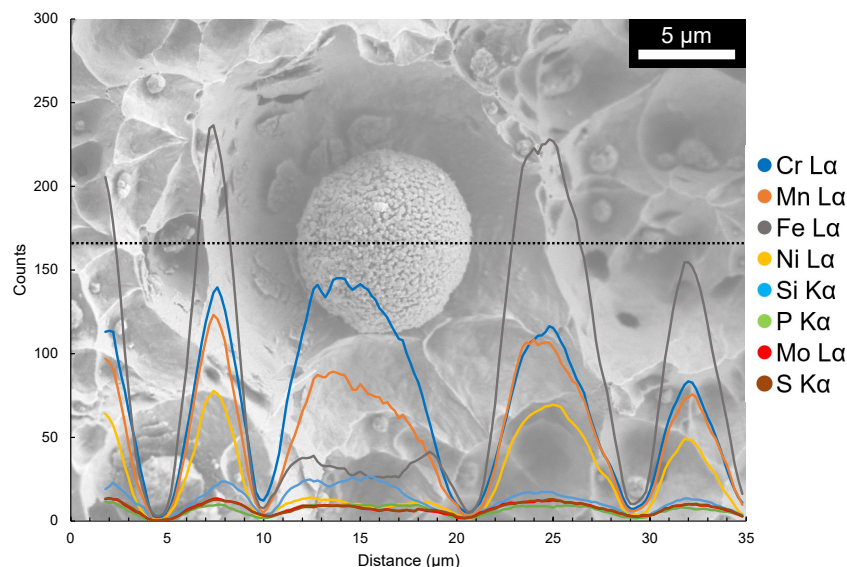 300
250
200
150
100
50
0
Counts
0 5 10 15 20 25 30 35
Distance (µm)
5 µm
Cr Lα
Mn Lα
Fe Lα
Ni Lα
Si Kα
P Kα
Mo Lα
S Kα